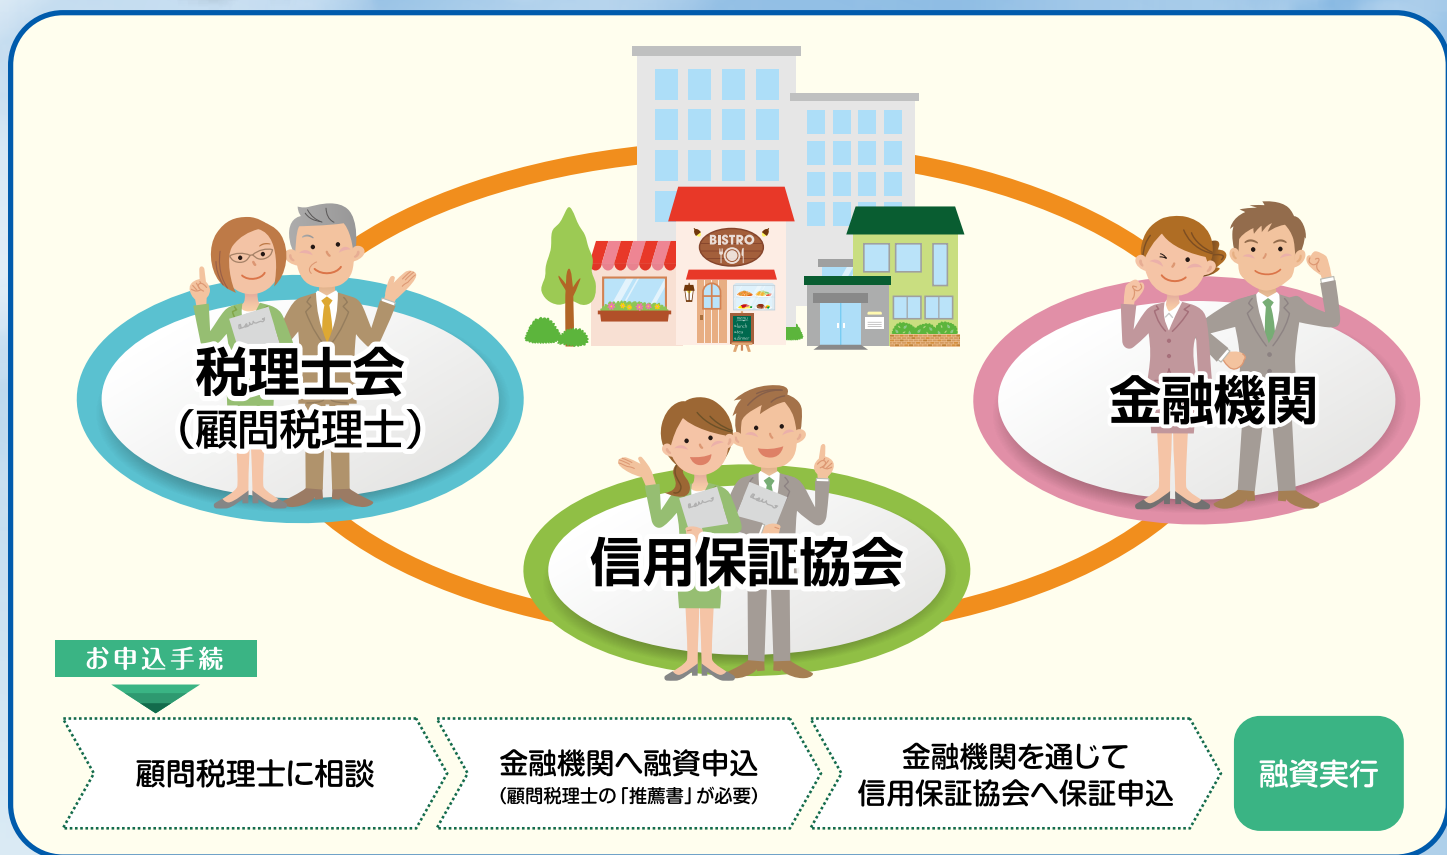 BISTRO
税理士会
（顧問税理士）
金融機関
信用保証協会
お申込手続
顧問税理士に相談
金融機関へ融資申込
（顧問税理士の「推薦書」が必要）
金融機関を通じて
信用保証協会へ保証申込
融資実行